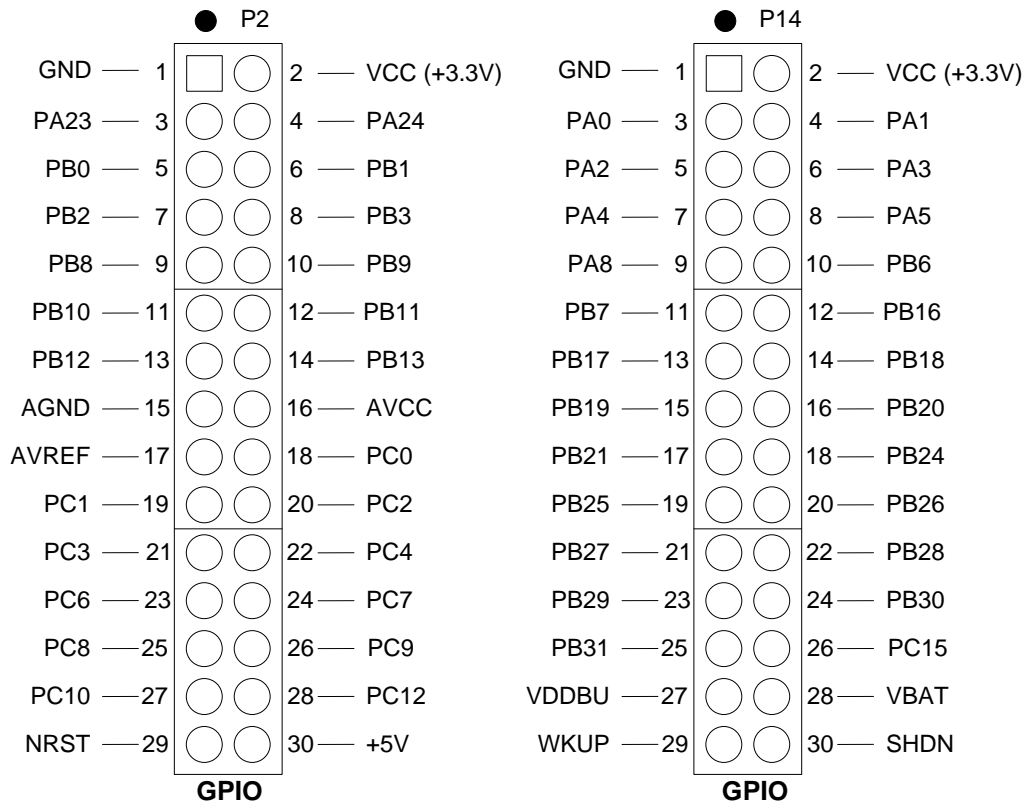 P2 P14
GND 1 2 VCC (+3.3V) GND 1 2 VCC (+3.3V)
PA23 3 4 PA24 PA0 3 4 PA1
PB0 5 6 PB1 PA2 5 6 PA3
PB2 7 8 PB3 PA4 7 8 PA5
PB8 9 10 PB9 PA8 9 10 PB6
PB10 11 12 PB11 PB7 11 12 PB16
PB12 13 14 PB13 PB17 13 14 PB18
AGND 15 16 AVCC PB19 15 16 PB20
AVREF 17 18 PC0 PB21 17 18 PB24
PC1 19 20 PC2 PB25 19 20 PB26
PC3 21 22 PC4 PB27 21 22 PB28
PC6 23 24 PC7 PB29 23 24 PB30
PC8 25 26 PC9 PB31 25 26 PC15
PC10 27 28 PC12 VDDBU 27 28 VBAT
NRST 29 30 +5V WKUP 29 30 SHDN
GPIO GPIO